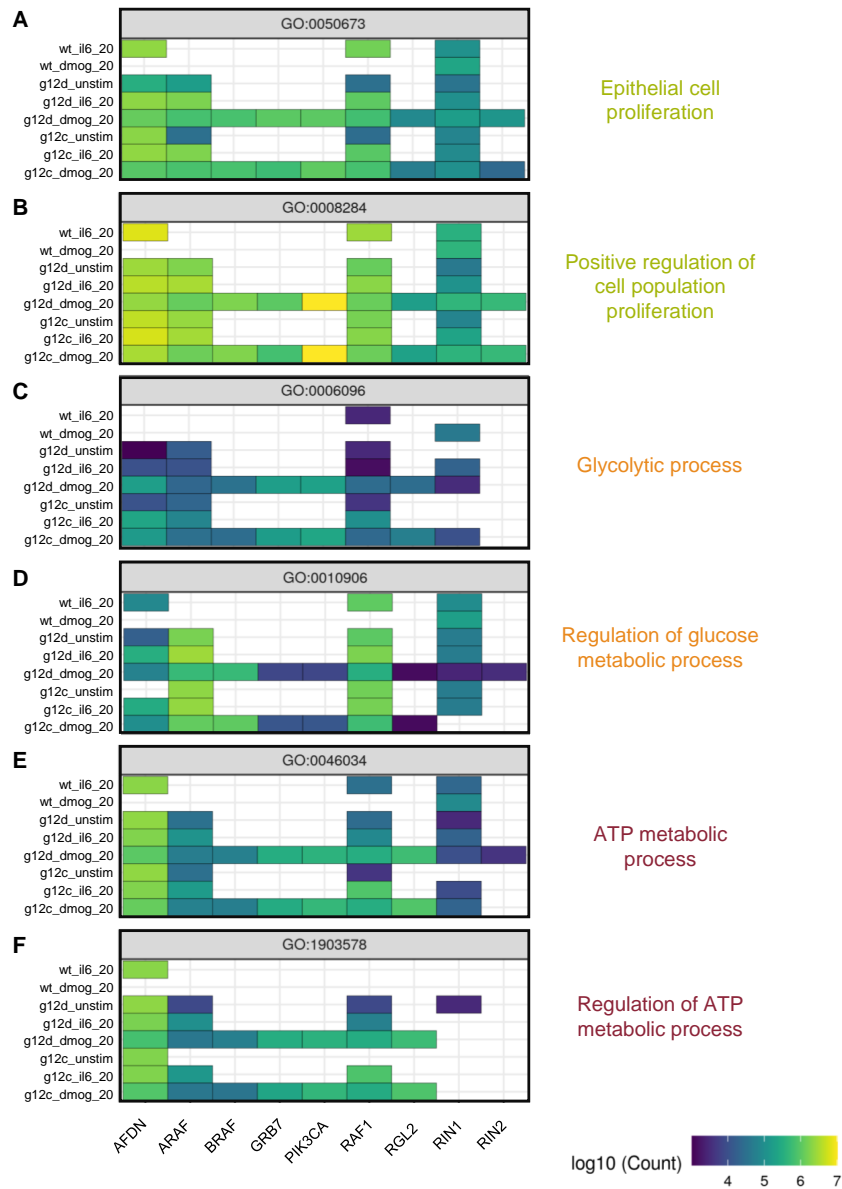 A
GO:0050673
wt_il6_20
wt_dmog_20
g12d_unstim
g12d_il6_20
g12d_dmog_20
g12c_unstim
g12c_il6_20
g12c_dmog_20
Epithelial cell
proliferation
B
GO:0008284
wt_il6_20
wt_dmog_20
g12d_unstim
g12d_il6_20
g12d_dmog_20
g12c_unstim
g12c_il6_20
g12c_dmog_20
Positive regulation of
cell population
proliferation
C
GO:0006096
wt_il6_20
wt_dmog_20
g12d_unstim
g12d_il6_20
g12d_dmog_20
g12c_unstim
g12c_il6_20
g12c_dmog_20
Glycolytic process
D
GO:0010906
wt_il6_20
wt_dmog_20
g12d_unstim
g12d_il6_20
g12d_dmog_20
g12c_unstim
g12c_il6_20
g12c_dmog_20
Regulation of glucose
metabolic process
E
GO:0046034
wt_il6_20
wt_dmog_20
g12d_unstim
g12d_il6_20
g12d_dmog_20
g12c_unstim
g12c_il6_20
g12c_dmog_20
ATP metabolic
process
F
GO:1903578
wt_il6_20
wt_dmog_20
g12d_unstim
g12d_il6_20
g12d_dmog_20
g12c_unstim
g12c_il6_20
g12c_dmog_20
Regulation of ATP
metabolic process
AFDN ARAF BRAF GRB7 PIK3CA RAF1 RGL2 RIN1 RIN2
log10 (Count)
4 5 6 7